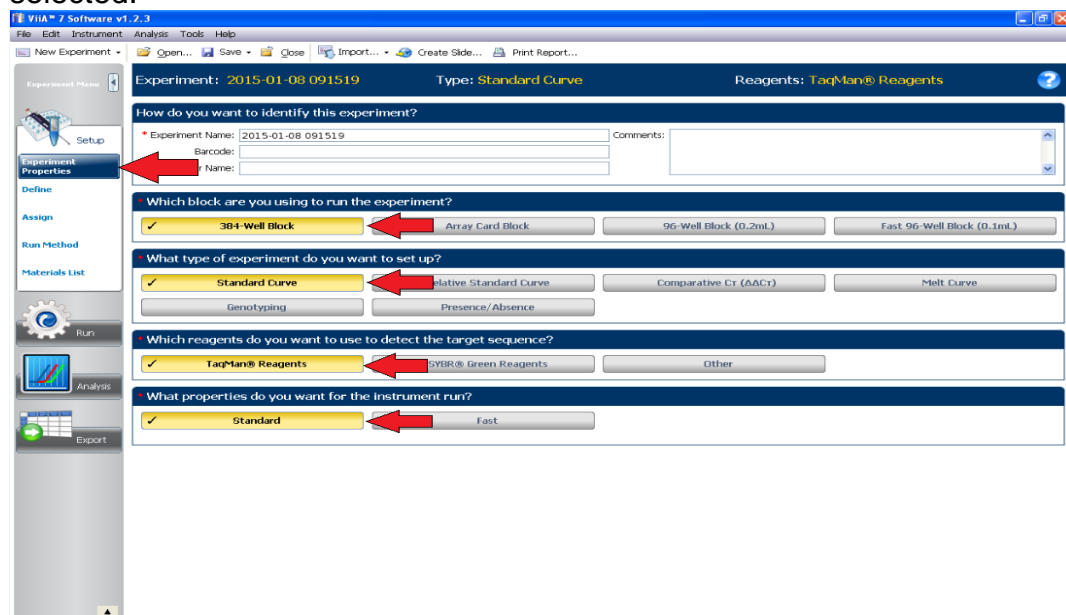 selected.
ViiA™ 7 Software v1.2.3
File Edit Instrument Analysis Tools Help
New Experiment Open... Save Close Import... Create Slide... Print Report...
Experiment Menu
Experiment: 2015-01-08 091519 Type: Standard Curve Reagents: TaqMan® Reagents
How do you want to identify this experiment?
Setup
* Experiment Name: 2015-01-08 091519 Comments:
Barcode:
Experiment
Properties
r Name:
Define
* Which block are you using to run the experiment?
Assign
✓ 384-Well Block Array Card Block 96-Well Block (0.2mL) Fast 96-Well Block (0.1mL)
Run Method
* What type of experiment do you want to set up?
Materials List
✓ Standard Curve elative Standard Curve Comparative CT (ΔΔCT) Melt Curve
Genotyping Presence/Absence
Run
* Which reagents do you want to use to detect the target sequence?
✓ TaqMan® Reagents SYBR® Green Reagents Other
Analysis
* What properties do you want for the instrument run?
✓ Standard Fast
Export